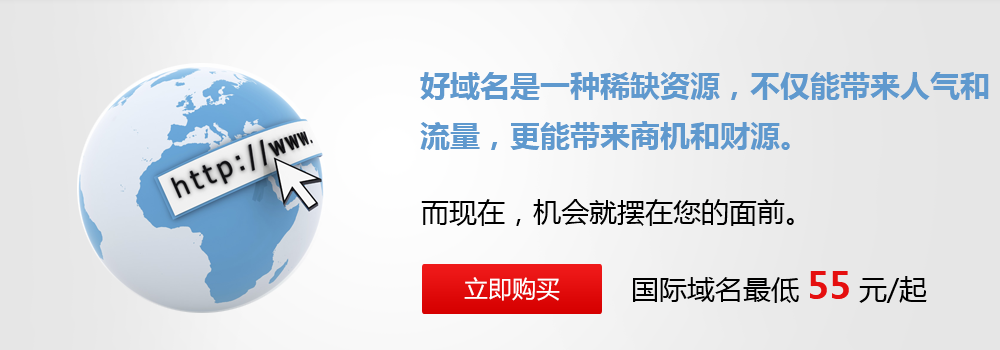 http://www.
好域名是一种稀缺资源，不仅能带来人气和
流量，更能带来商机和财源。
而现在，机会就摆在您的面前。
立即购买
国际域名最低 55 元/起